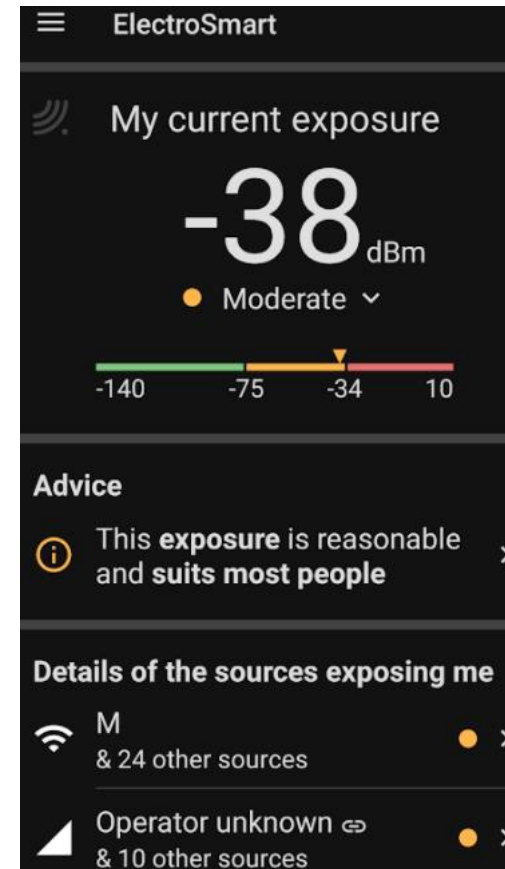 ElectroSmart
My current exposure
-38 dBm
Moderate
-140 -75 -34 10
Advice
This exposure is reasonable
and suits most people
Details of the sources exposing me
M
& 24 other sources
Operator unknown
& 10 other sources